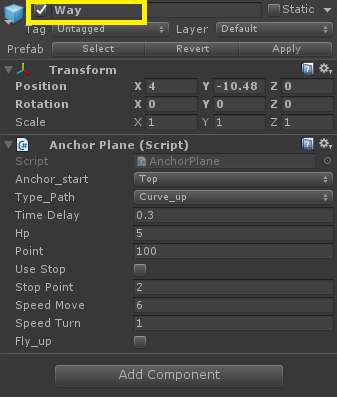 Way Static
Tag Untagged Layer Default
Prefab Select Revert Apply
Transform
Position X 4 Y -10.48 Z 0
Rotation X 0 Y 0 Z 0
Scale X 1 Y 1 Z 1
Anchor Plane (Script)
Script AnchorPlane
Anchor_start Top
Type_Path Curve_up
Time Delay 0.3
Hp 5
Point 100
Use Stop
Stop Point 2
Speed Move 6
Speed Turn 1
Fly_up
Add Component